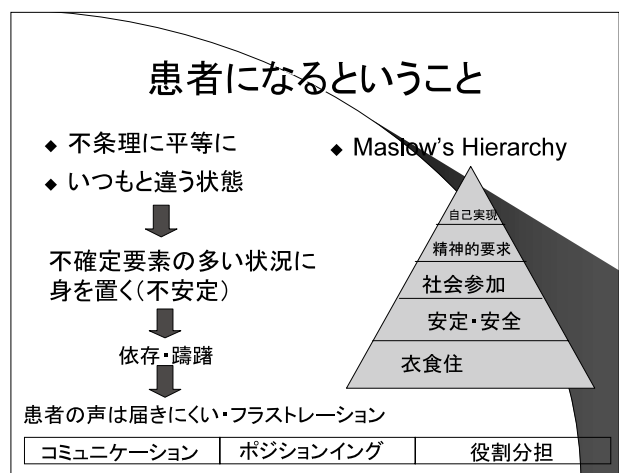 患者になるということ
◆ 不条理に平等に
◆ いつもと違う状態
不確定要素の多い状況に
身を置く(不安定)
依存・躊躇
患者の声は届きにくい・フラストレーション
◆ Maslow's Hierarchy
自己実現
精神的要求
社会参加
安定・安全
衣食住
コミュニケーション
ポジションイング
役割分担